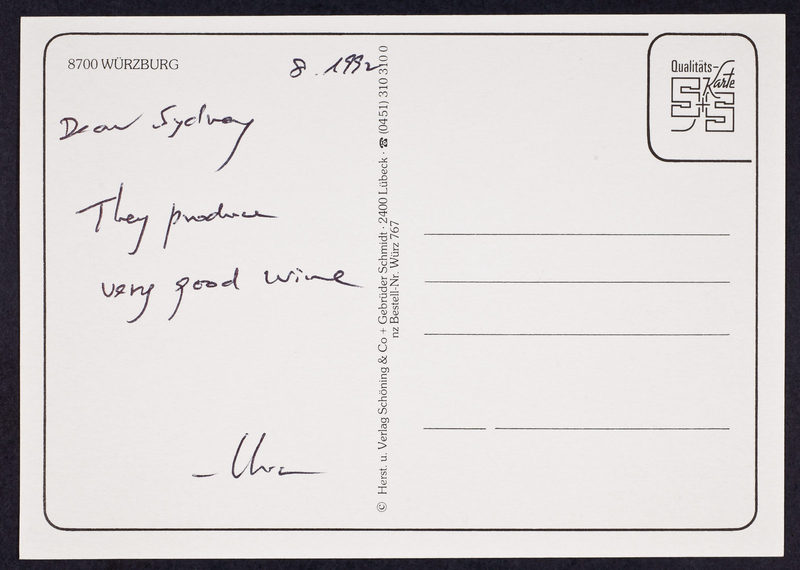 8700 WÜRZBURG
8. 1992
Dear Sydney
They produce
very good wine
© Herst. u. Verlag Schöning & Co + Gebrüder Schmidt · 2400 Lübeck · ☎ (0451) 310 310 0
nz Bestell-Nr. Würz 767
Qualitäts-
Karte
S+S